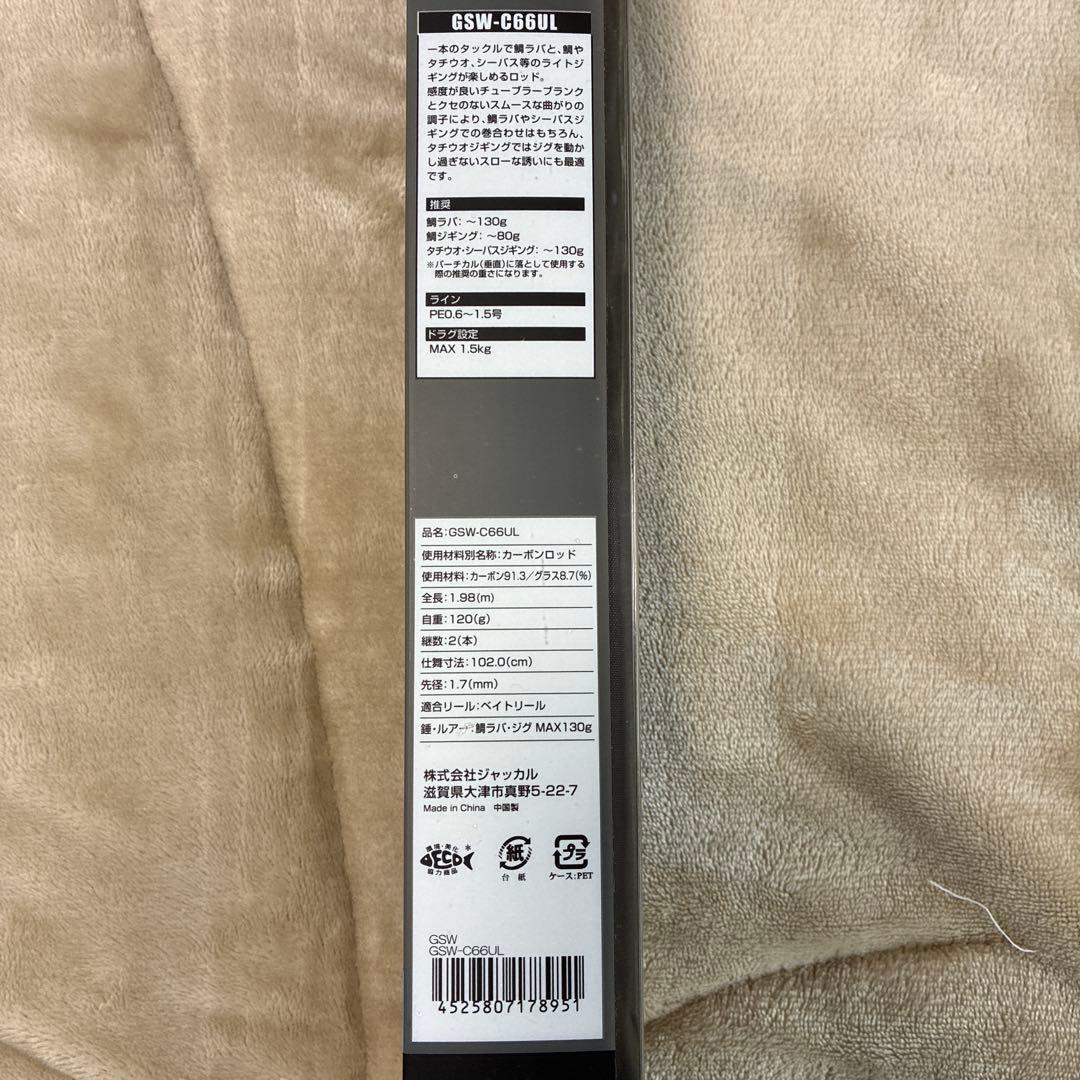 GSW-C66UL
一本のタックルで鯛ラバと、鯛や
タチウオ、シーバス等のライトジ
ギングが楽しめるロッド。
感度が良いチューブラーブランク
とクセのないスムースな曲がりの
調子により、鯛ラバやシーバスジ
ギングでの巻合わせはもちろん、
タチウオジギングではジグを動か
し過ぎないスローな誘いにも最適
です。
推奨
鯛ラバ：～130g
鯛ジギング：～80g
タチウオ・シーバスジギング：～130g
※バーチカル(垂直)に落として使用する
際の推奨の重さになります。
ライン
PE0.6～1.5号
ドラグ設定
MAX 1.5kg
品名：GSW-C66UL
使用材料別名称：カーボンロッド
使用材料：カーボン91.3／グラス8.7(%)
全長：1.98(m)
自重：120(g)
継数：2(本)
仕舞寸法：102.0(cm)
先径：1.7(mm)
適合リール：ベイトリール
錘・ルアー：鯛ラバ・ジグ MAX130g
株式会社ジャッカル
滋賀県大津市真野5-22-7
Made in China 中国製
環境・美化
ECO
協力商品
紙
台紙
プラ
ケース：PET
GSW
GSW-C66UL
4525807178951